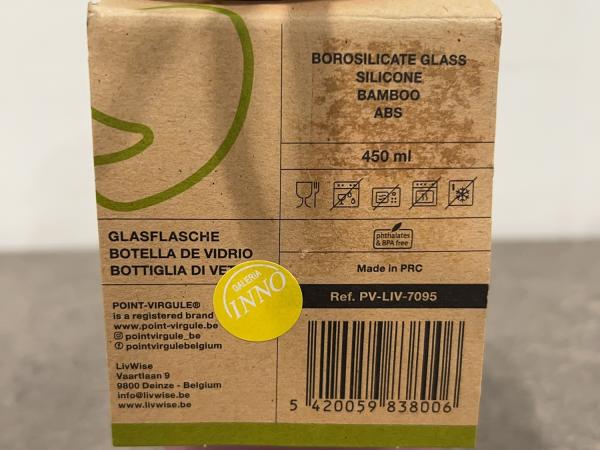 BOROSILICATE GLASS
SILICONE
BAMBOO
ABS
450 ml
phthalates
& BPA free
Made in PRC
Ref. PV-LIV-7095
5 420059 838006
GLASFLASCHE
BOTELLA DE VIDRIO
BOTTIGLIA DI
GALERIA
INNO
POINT-VIRGULE®
is a registered brand
www.point-virgule.be
pointvirgule_be
pointvirgulebelgium
LivWise
Vaartlaan 9
9800 Deinze - Belgium
info@livwise.be
www.livwise.be